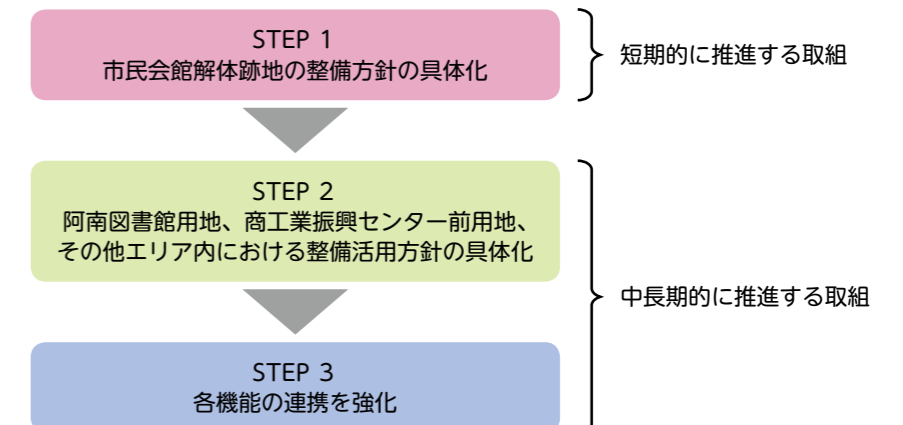 STEP 1
市民会館解体跡地の整備方針の具体化
短期的に推進する取組
STEP 2
阿南図書館用地、商工業振興センター前用地、
その他エリア内における整備活用方針の具体化
中長期的に推進する取組
STEP 3
各機能の連携を強化